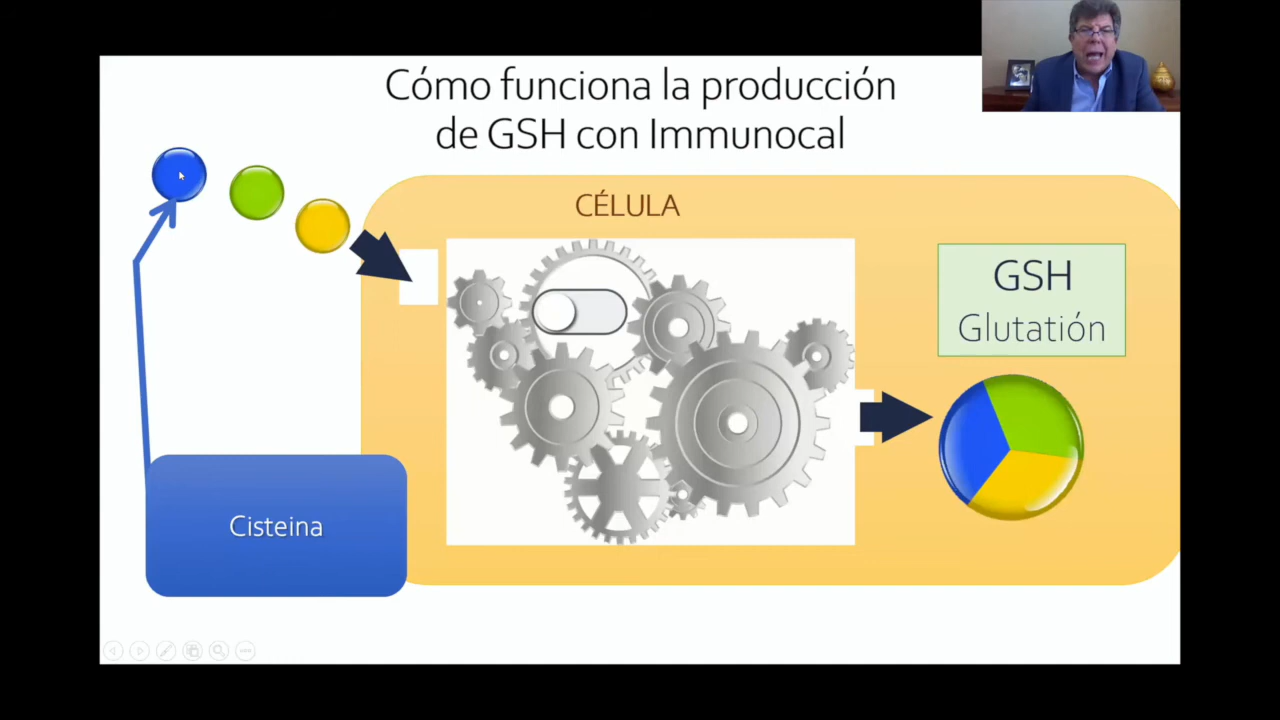 Cómo funciona la producción
de GSH con Immunocal
CÉLULA
GSH
Glutatión
Cisteina